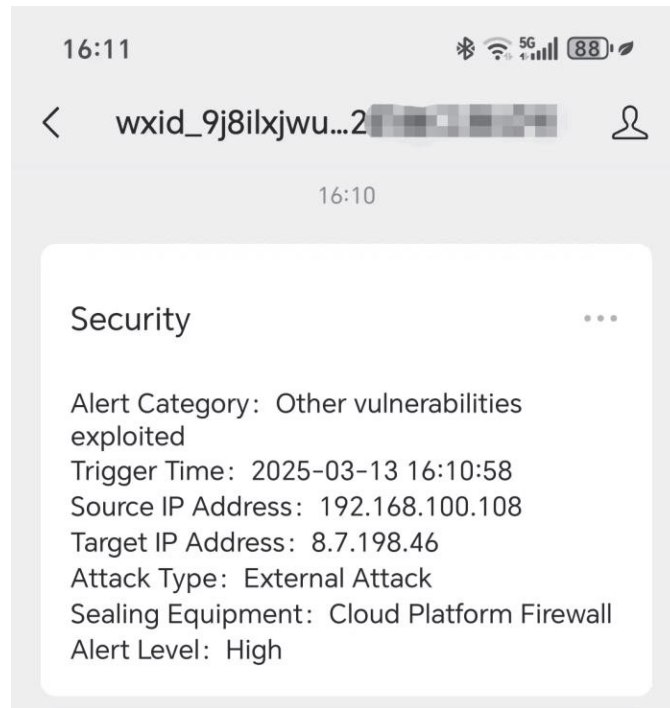 16:11
5G
88
wxid_9j8ilxjwu...2
16:10
Security
Alert Category: Other vulnerabilities
exploited
Trigger Time: 2025-03-13 16:10:58
Source IP Address: 192.168.100.108
Target IP Address: 8.7.198.46
Attack Type: External Attack
Sealing Equipment: Cloud Platform Firewall
Alert Level: High